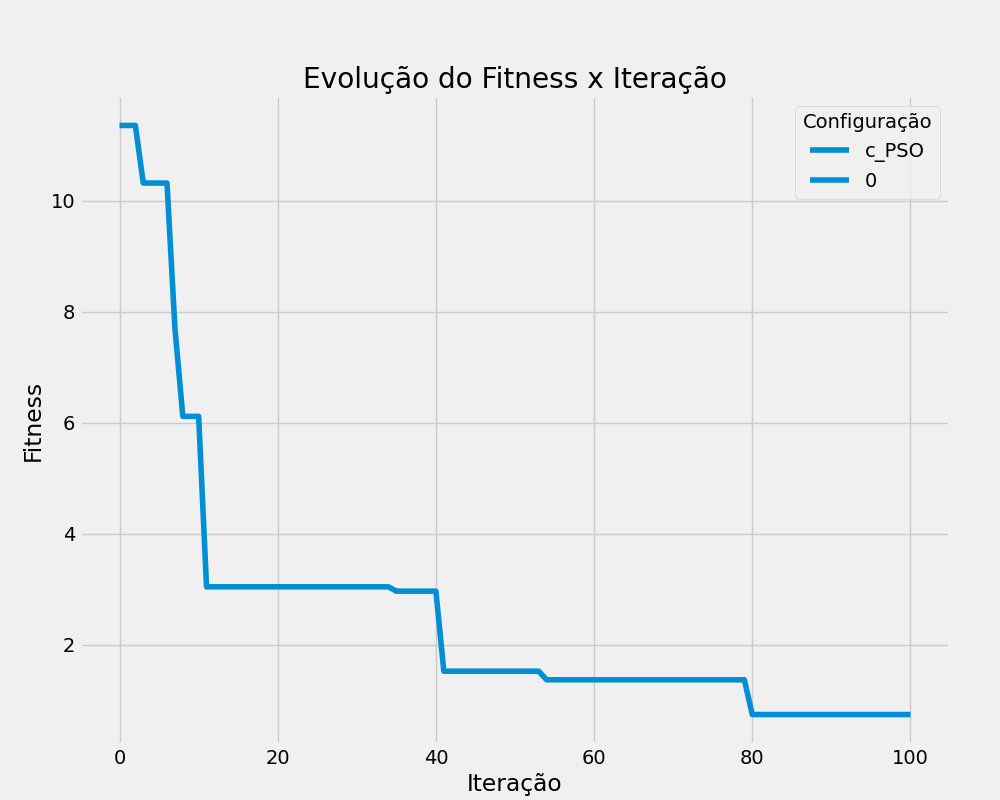 Evolução do Fitness x Iteração
Configuração
c_PSO
0
10
8
6
4
2
Fitness
0 20 40 60 80 100
Iteração